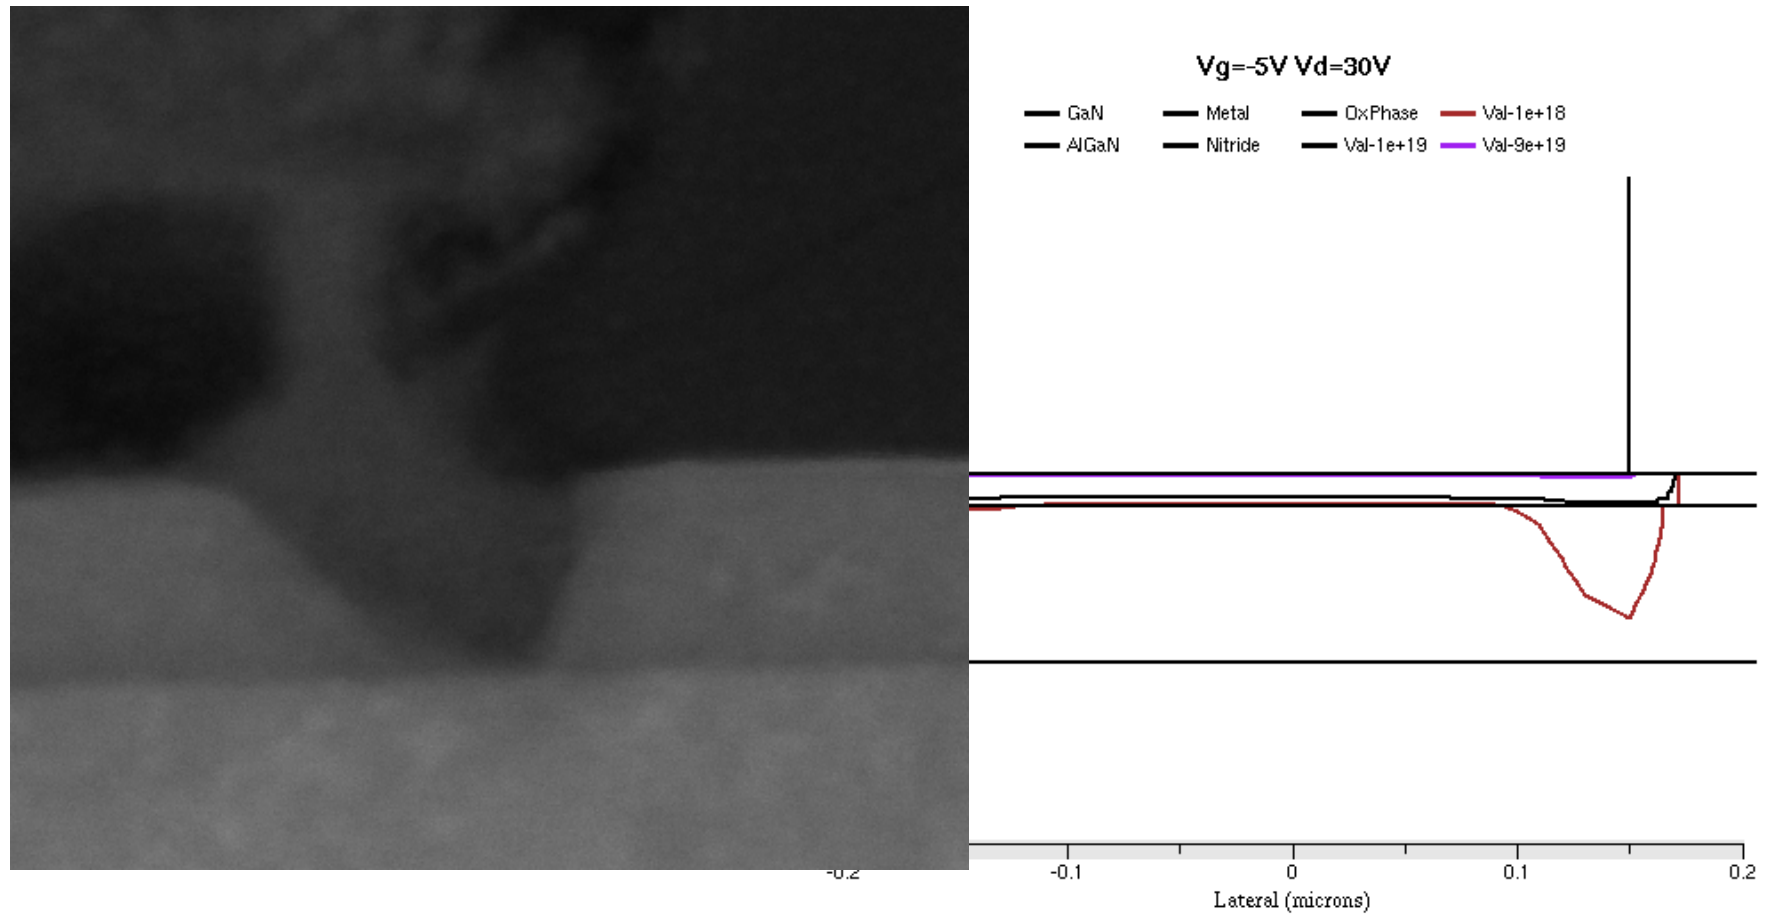 Vg=-5V Vd=30V
GaN Metal OxPhase Val-1e+18
AlGaN Nitride Val-1e+19 Val-9e+19
-0.2 -0.1 0 0.1 0.2
Lateral (microns)